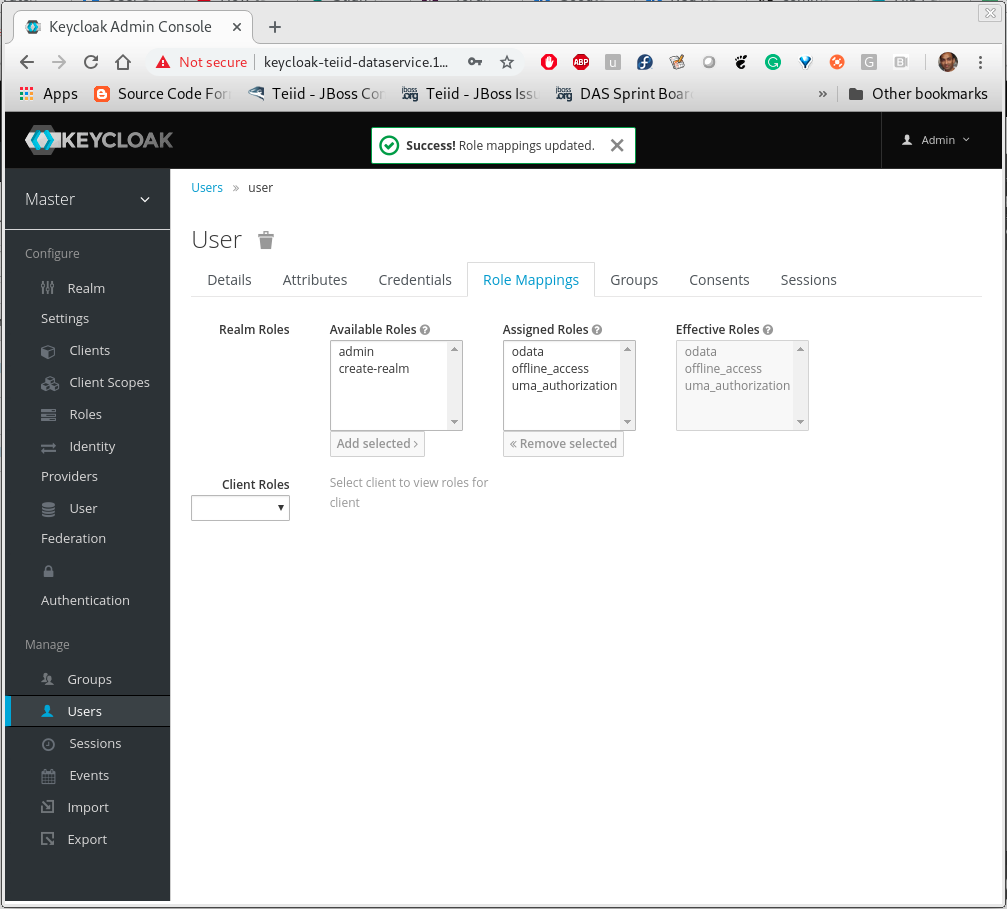 Keycloak Admin Console
Not secure keycloak-teiid-dataservice.1...
Apps Source Code For Teiid - JBoss Con Teiid - JBoss Issu DAS Sprint Board » Other bookmarks
KEYCLOAK
Success! Role mappings updated.
Admin
Master
Users » user
User
Details Attributes Credentials Role Mappings Groups Consents Sessions
Configure
Realm
Settings
Clients
Client Scopes
Roles
Identity
Providers
User
Federation
Authentication
Manage
Groups
Users
Sessions
Events
Import
Export
Realm Roles
Available Roles
admin
create-realm
Add selected ›
Assigned Roles
odata
offline_access
uma_authorization
« Remove selected
Effective Roles
odata
offline_access
uma_authorization
Client Roles
Select client to view roles for
client